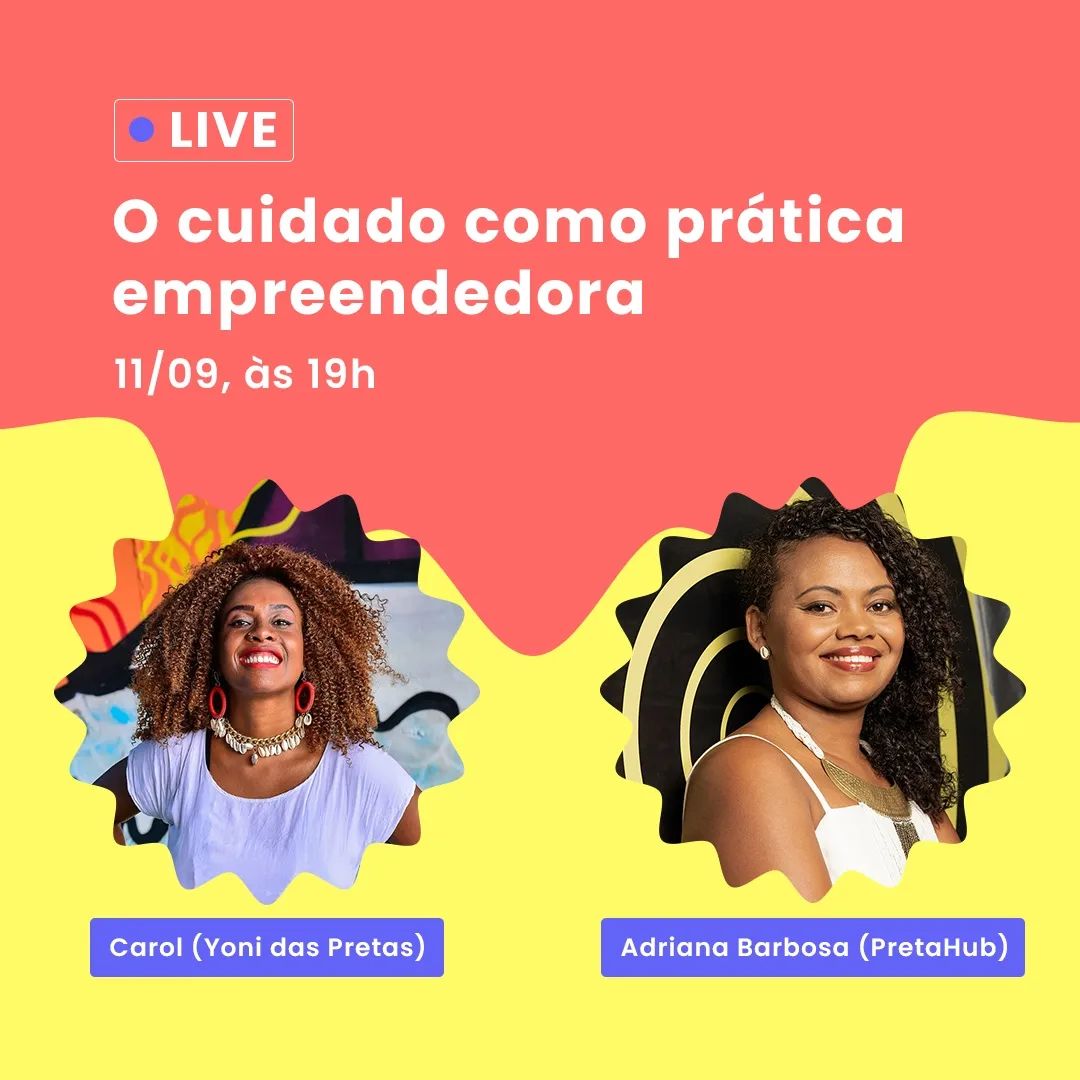 LIVE
O cuidado como prática
empreendedora
11/09, às 19h
Carol (Yoni das Pretas)
Adriana Barbosa (PretaHub)